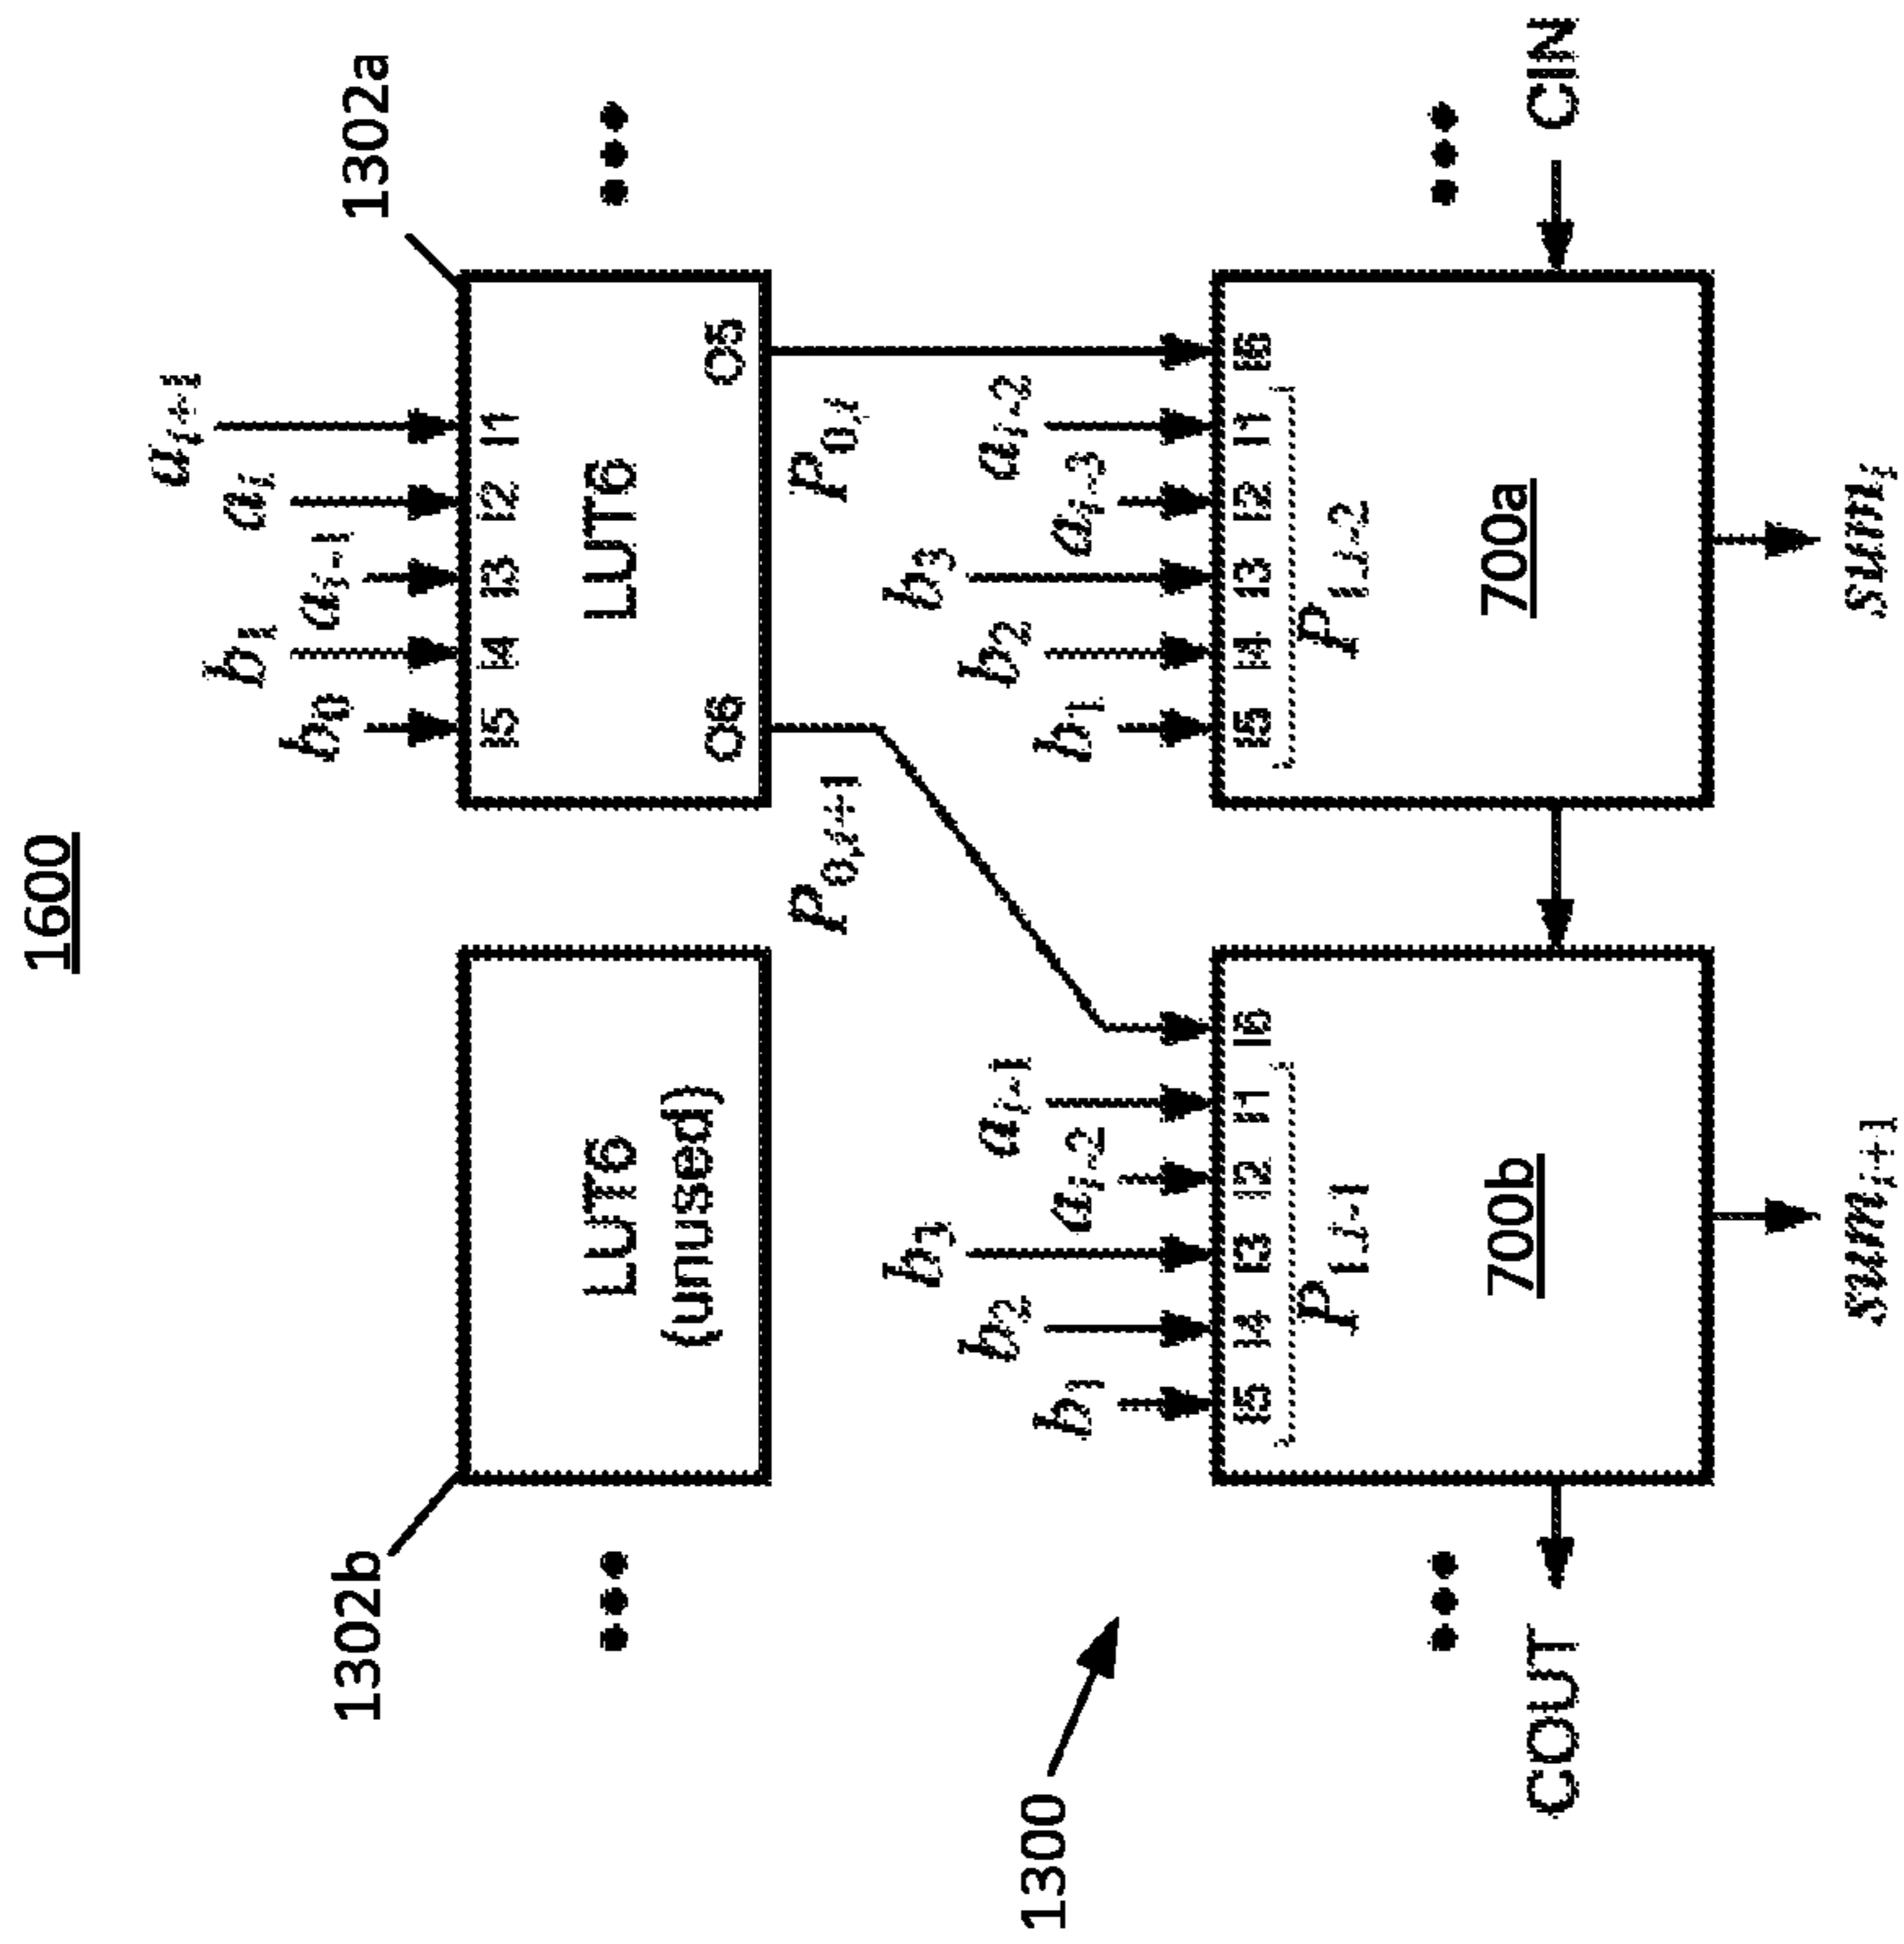 1600
a_{i+1}
b_1 a_i
b_0 a_{i-1}
1302b 1302a
I5 I4 I3 I2 I1
LUT6 LUT6
(unused)
O6 O5
P_{0,i+1} P_{0,i}
b_3 b_3
b_2 a_{i-1} b_2 a_{i-2}
1300 b_1 a_{i-2} b_1 a_{i-3}
I5 I4 I3 I2 I1 I6 I5 I4 I3 I2 I1 I6
P_{1,i-1} P_{1,i-2}
700b 700a
COUT CIN
sum_{i+1} sum_i